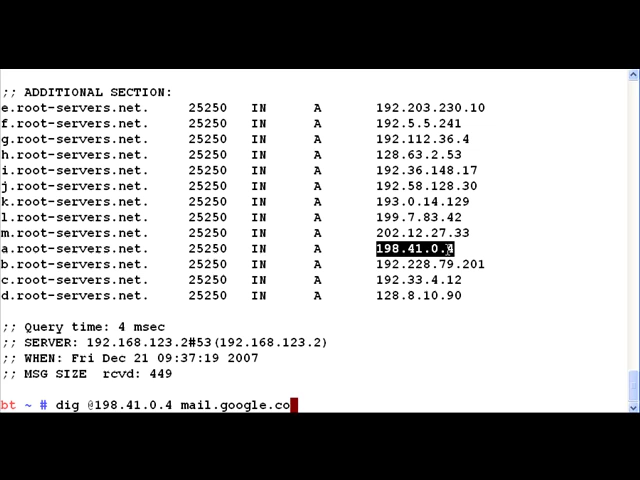 ;; ADDITIONAL SECTION:
e.root-servers.net. 25250 IN A 192.203.230.10
f.root-servers.net. 25250 IN A 192.5.5.241
g.root-servers.net. 25250 IN A 192.112.36.4
h.root-servers.net. 25250 IN A 128.63.2.53
i.root-servers.net. 25250 IN A 192.36.148.17
j.root-servers.net. 25250 IN A 192.58.128.30
k.root-servers.net. 25250 IN A 193.0.14.129
l.root-servers.net. 25250 IN A 199.7.83.42
m.root-servers.net. 25250 IN A 202.12.27.33
a.root-servers.net. 25250 IN A 198.41.0.4
b.root-servers.net. 25250 IN A 192.228.79.201
c.root-servers.net. 25250 IN A 192.33.4.12
d.root-servers.net. 25250 IN A 128.8.10.90
;; Query time: 4 msec
;; SERVER: 192.168.123.2#53(192.168.123.2)
;; WHEN: Fri Dec 21 09:37:19 2007
;; MSG SIZE rcvd: 449
bt ~ # dig @198.41.0.4 mail.google.co